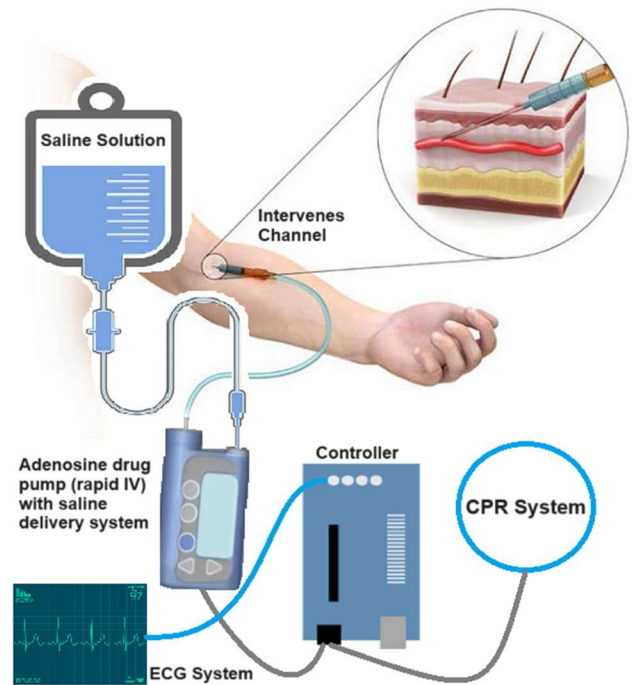 Saline Solution
Intervenes
Channel
Adenosine drug
pump (rapid IV)
with saline
delivery system
Controller
CPR System
ECG System